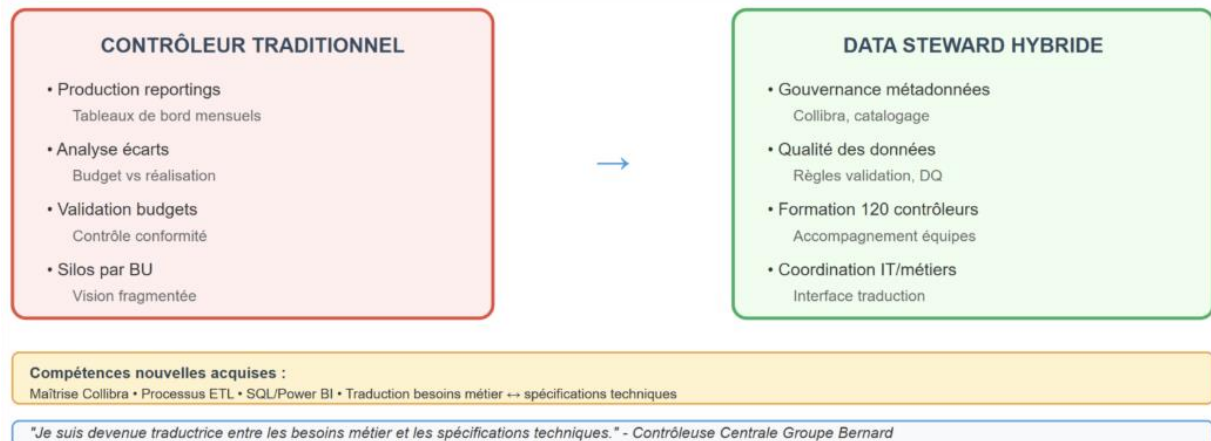 CONTRÔLEUR TRADITIONNEL
• Production reportings
Tableaux de bord mensuels
• Analyse écarts
Budget vs réalisation
• Validation budgets
Contrôle conformité
• Silos par BU
Vision fragmentée
→
DATA STEWARD HYBRIDE
• Gouvernance métadonnées
Collibra, catalogage
• Qualité des données
Règles validation, DQ
• Formation 120 contrôleurs
Accompagnement équipes
• Coordination IT/métiers
Interface traduction
Compétences nouvelles acquises :
Maîtrise Collibra • Processus ETL • SQL/Power BI • Traduction besoins métier ↔ spécifications techniques
"Je suis devenue traductrice entre les besoins métier et les spécifications techniques." - Contrôleuse Centrale Groupe Bernard